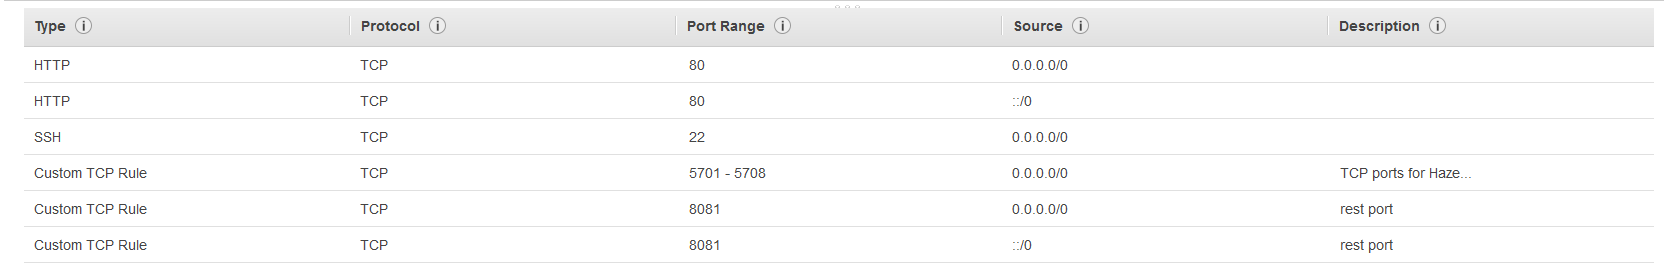 Type Protocol Port Range Source Description
HTTP TCP 80 0.0.0.0/0
HTTP TCP 80 ::/0
SSH TCP 22 0.0.0.0/0
Custom TCP Rule TCP 5701 - 5708 0.0.0.0/0 TCP ports for Haze...
Custom TCP Rule TCP 8081 0.0.0.0/0 rest port
Custom TCP Rule TCP 8081 ::/0 rest port